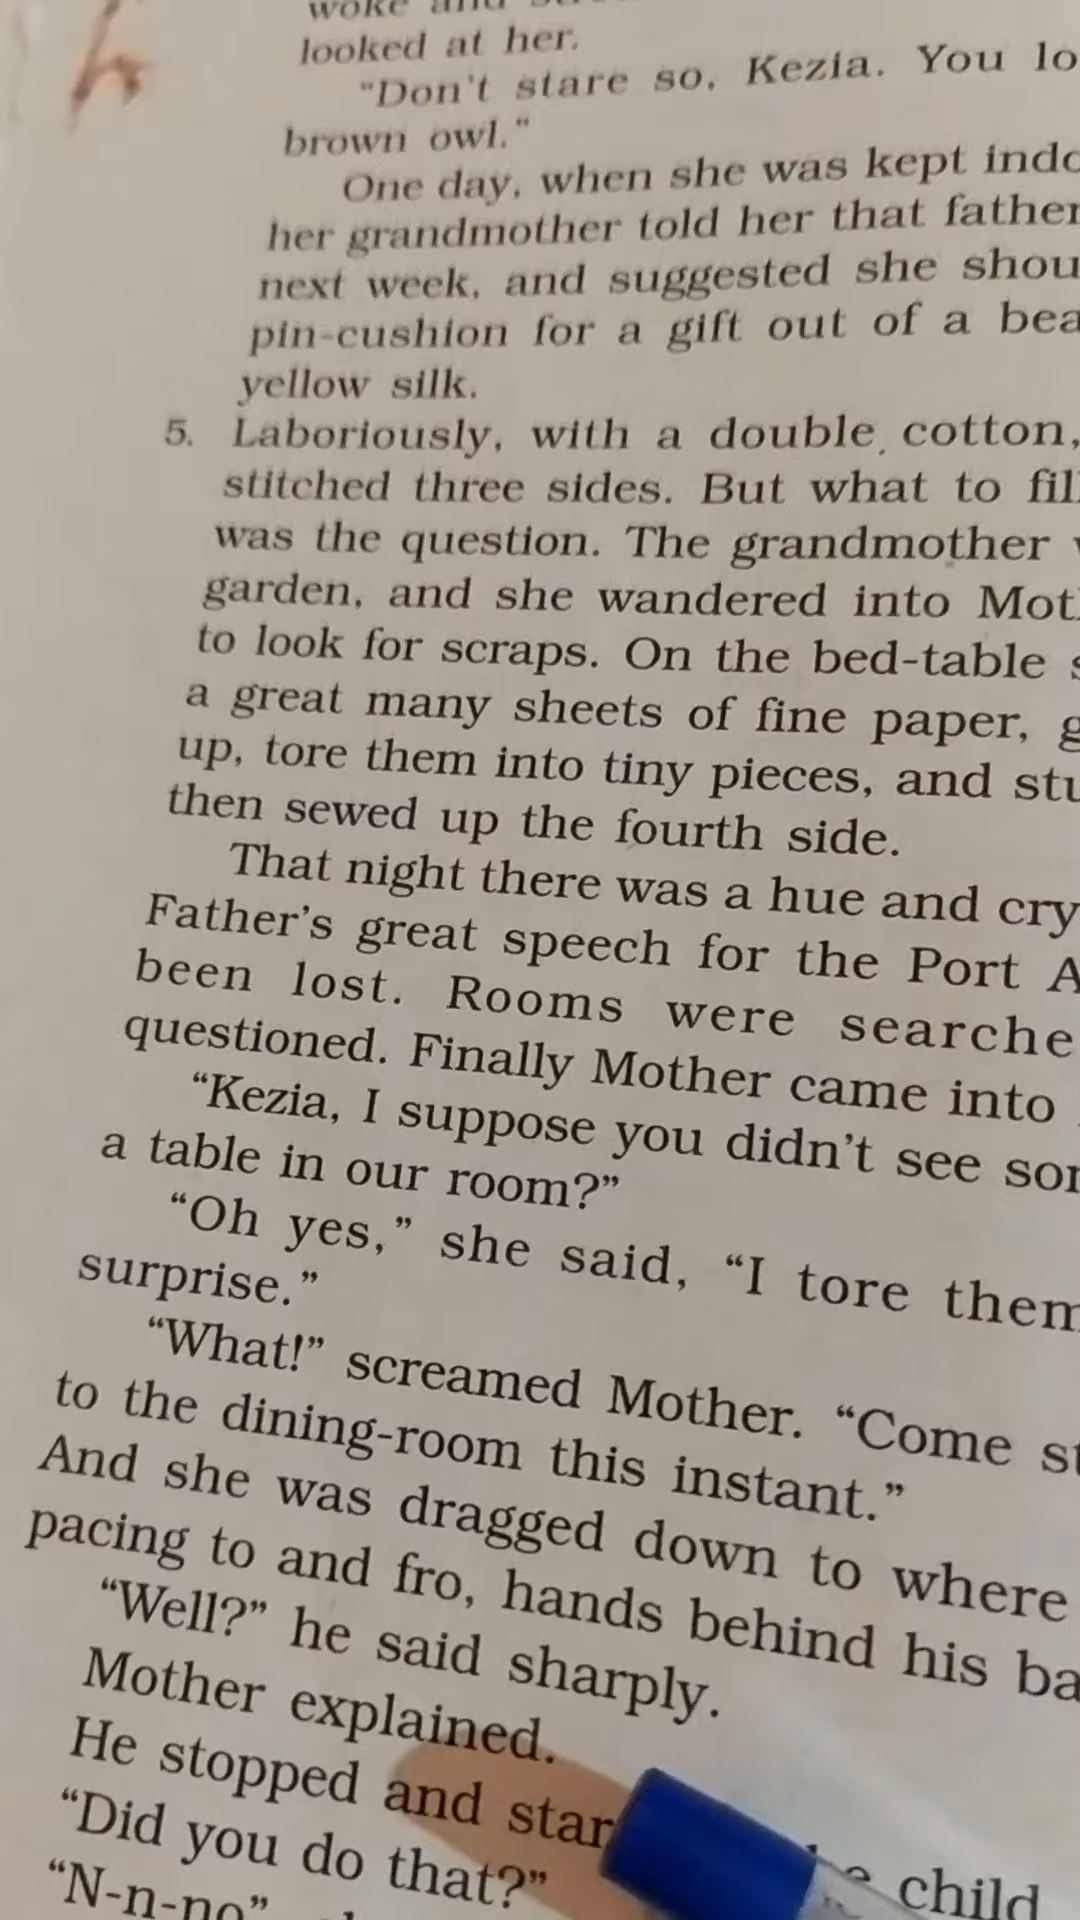 looked at her.
"Don't stare so, Kezia. You lo
brown owl."
One day, when she was kept indo
her grandmother told her that father
next week, and suggested she shou
pin-cushion for a gift out of a bea
yellow silk.
5. Laboriously, with a double cotton,
stitched three sides. But what to fil
was the question. The grandmother
garden, and she wandered into Mot
to look for scraps. On the bed-table s
a great many sheets of fine paper, g
up, tore them into tiny pieces, and stu
then sewed up the fourth side.
That night there was a hue and cry
Father's great speech for the Port A
been lost. Rooms were searche
questioned. Finally Mother came into
"Kezia, I suppose you didn't see so
a table in our room?"
"Oh yes," she said, "I tore them
surprise."
"What!" screamed Mother. "Come st
to the dining-room this instant."
And she was dragged down to where
pacing to and fro, hands behind his ba
"Well?" he said sharply.
Mother explained.
He stopped and star child
"Did you do that?"
"N-n-no"